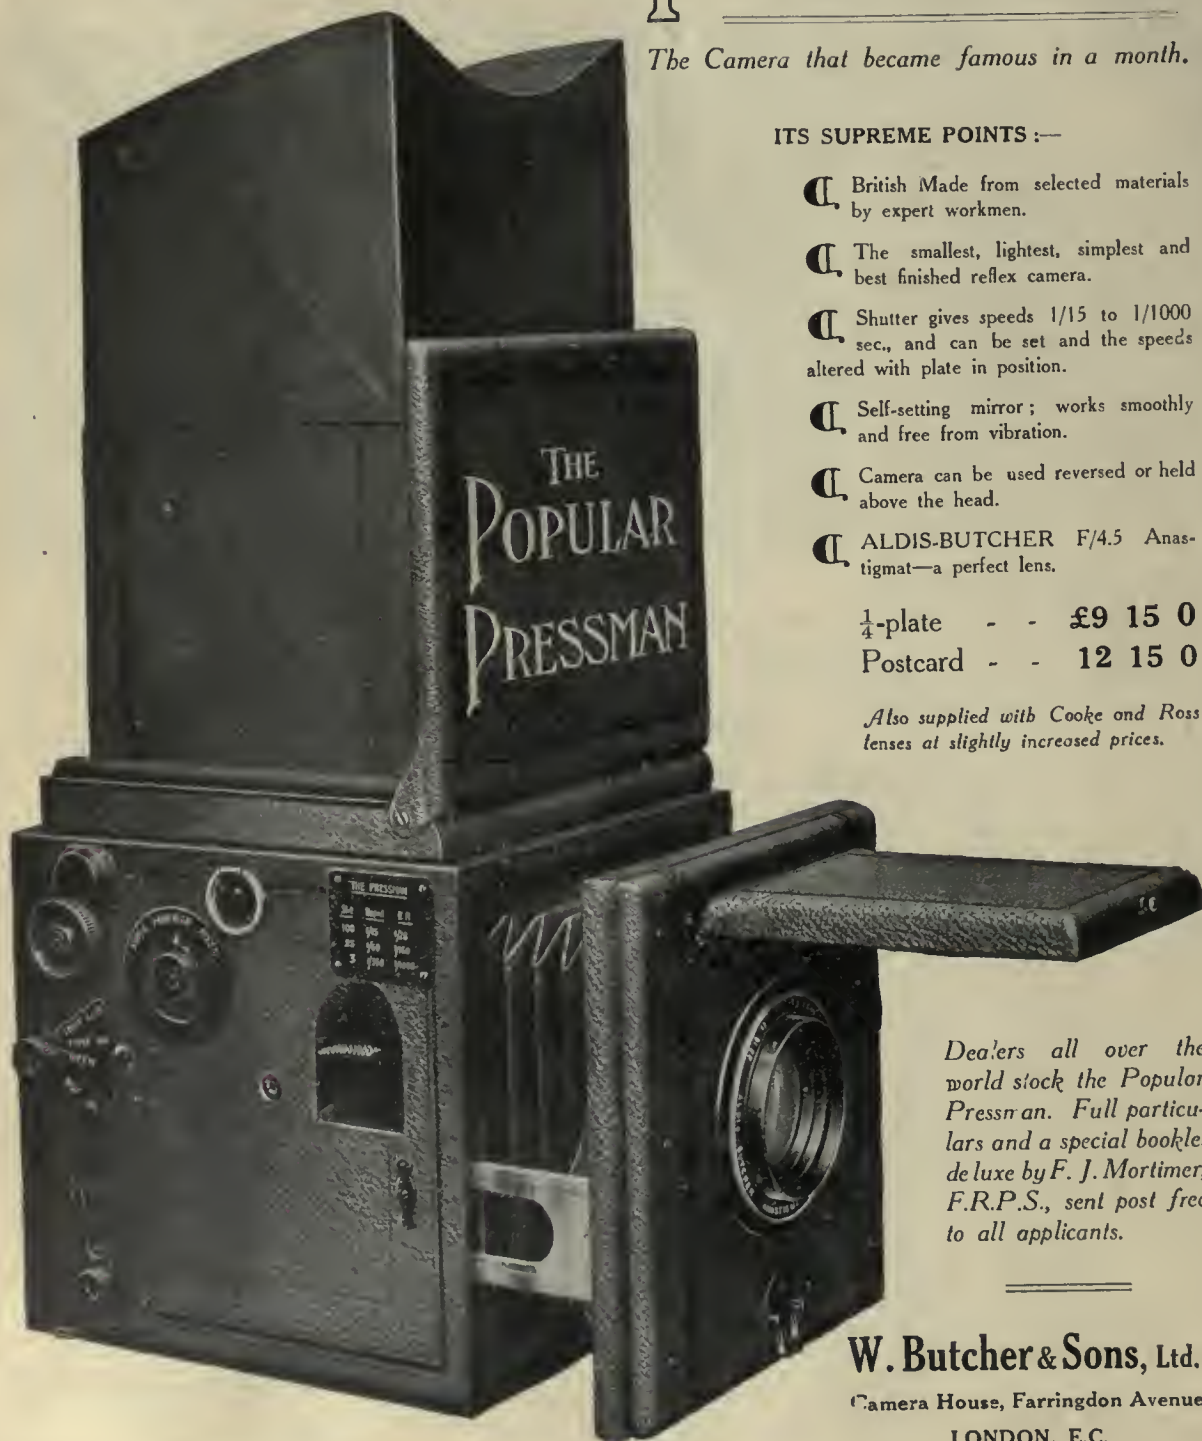 The Camera that became famous in a month.
ITS SUPREME POINTS :—
British Made from selected materials
by expert workmen.
The smallest, lightest, simplest and
best finished reflex camera.
Shutter gives speeds 1/15 to 1/1000
sec., and can be set and the speeds
altered with plate in position.
Self-setting mirror ; works smoothly
and free from vibration.
Camera can be used reversed or held
above the head.
ALDIS-BUTCHER F/4.5 Anas-
tigmat—a perfect lens.
¼-plate - - £9 15 0
Postcard - - 12 15 0
Also supplied with Cooke and Ross
lenses at slightly increased prices.
THE
POPULAR
PRESSMAN
THE PRESSMAN
Dealers all over the
world stock the Popular
Pressman. Full particu-
lars and a special booklet
de luxe by F. J. Mortimer,
F.R.P.S., sent post free
to all applicants.
W. Butcher & Sons, Ltd.
Camera House, Farringdon Avenue
LONDON, E.C.